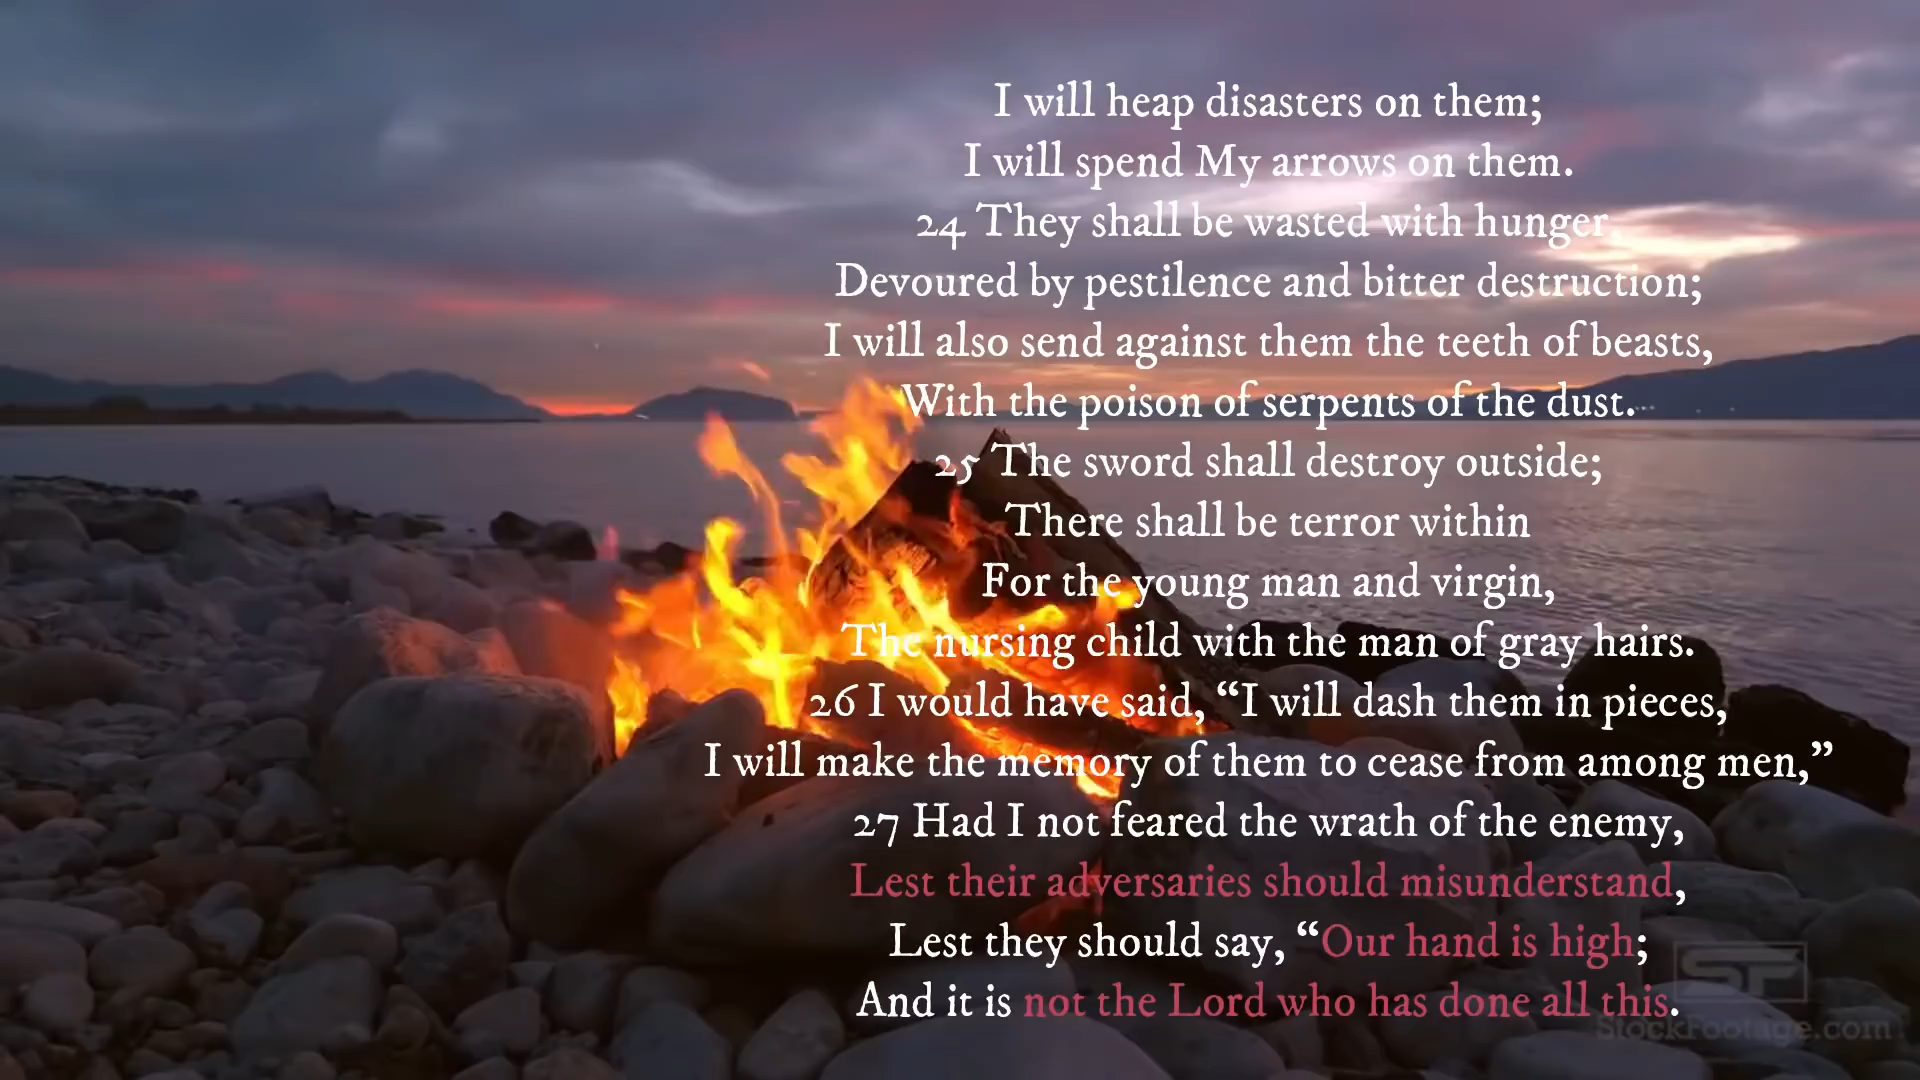 I will heap disasters on them;
I will spend My arrows on them.
24 They shall be wasted with hunger,
Devoured by pestilence and bitter destruction;
I will also send against them the teeth of beasts,
With the poison of serpents of the dust.
25 The sword shall destroy outside;
There shall be terror within
For the young man and virgin,
The nursing child with the man of gray hairs.
26 I would have said, “I will dash them in pieces,
I will make the memory of them to cease from among men,”
27 Had I not feared the wrath of the enemy,
Lest their adversaries should misunderstand,
Lest they should say, “Our hand is high;
And it is not the Lord who has done all this.
SF
StockFootage.com